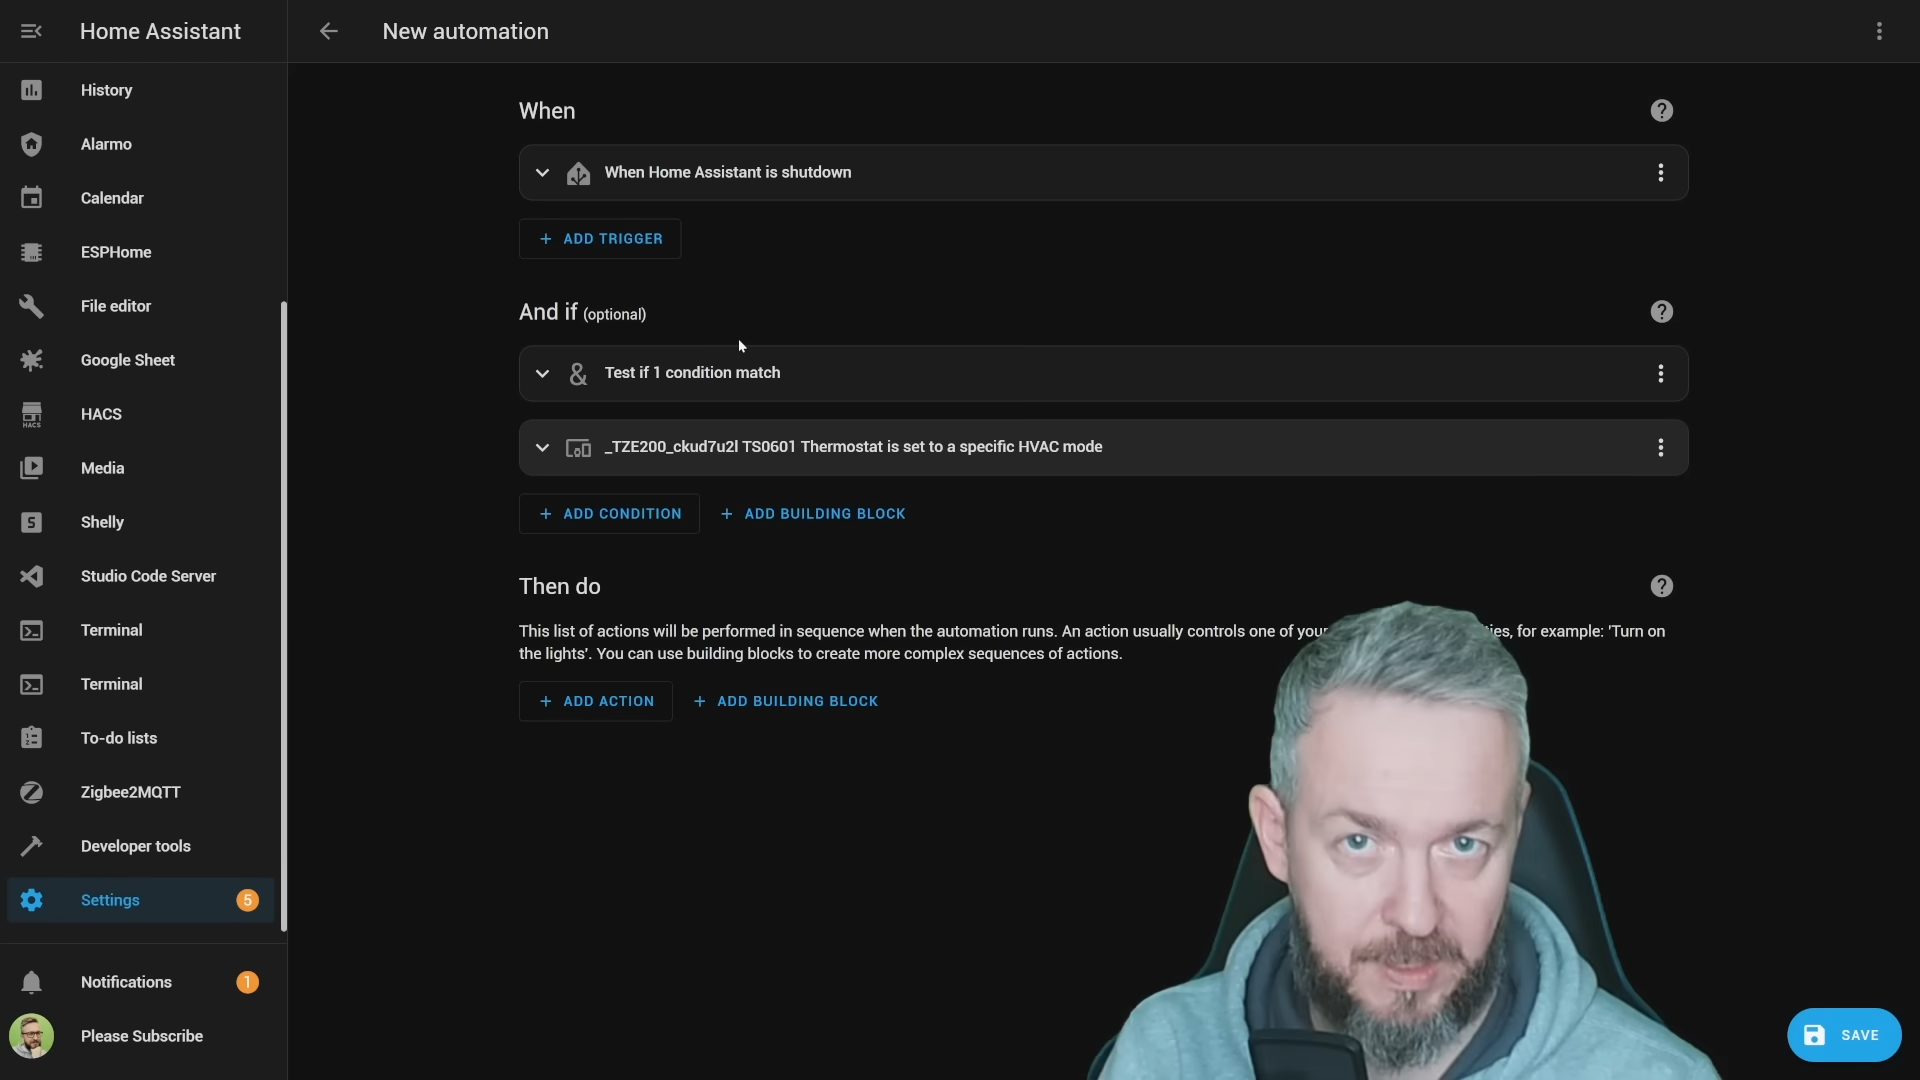 Home Assistant
New automation
History
Alarmo
Calendar
ESPHome
File editor
Google Sheet
HACS
HACS
Media
Shelly
S
Studio Code Server
Terminal
Terminal
To-do lists
Zigbee2MQTT
Developer tools
Settings
5
Notifications
1
Please Subscribe
When
?
When Home Assistant is shutdown
+ ADD TRIGGER
And if (optional)
?
& Test if 1 condition match
_TZE200_ckud7u2l TS0601 Thermostat is set to a specific HVAC mode
+ ADD CONDITION + ADD BUILDING BLOCK
Then do
?
This list of actions will be performed in sequence when the automation runs. An action usually controls one of your for example: 'Turn on
the lights'. You can use building blocks to create more complex sequences of actions.
+ ADD ACTION + ADD BUILDING BLOCK
SAVE